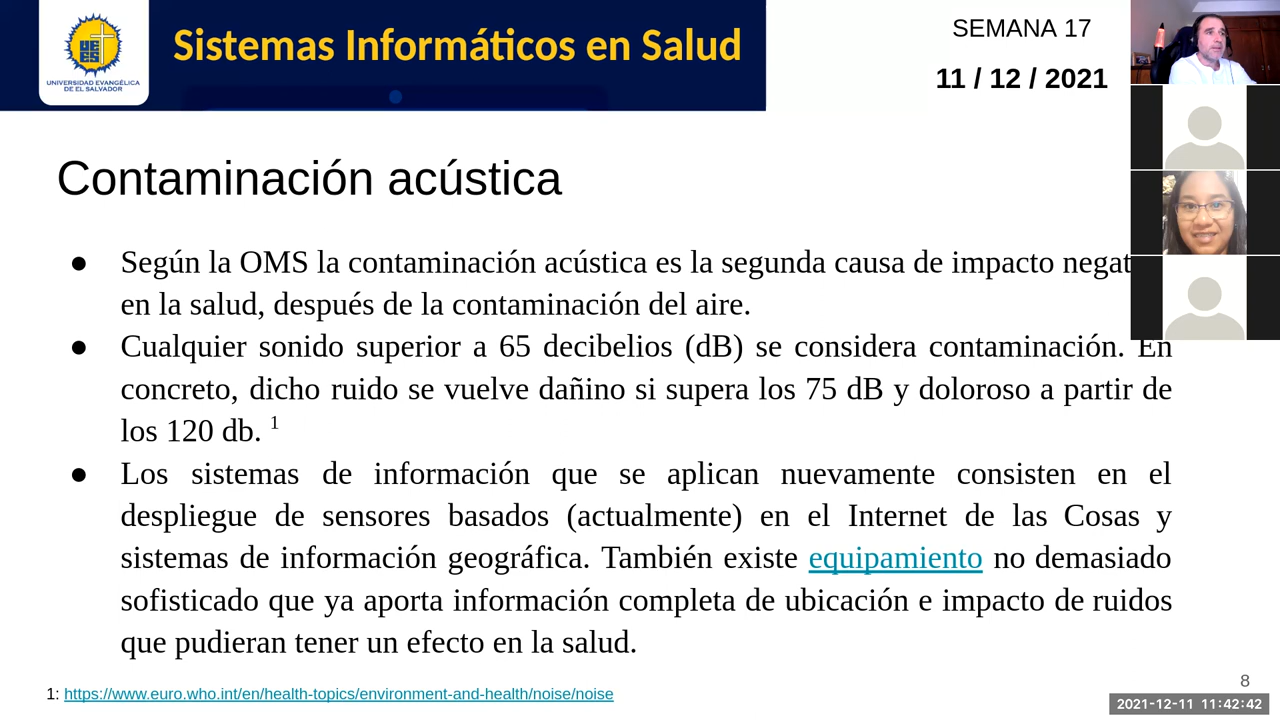 Sistemas Informáticos en Salud
UNIVERSIDAD EVANGÉLICA
DE EL SALVADOR
SEMANA 17
11 / 12 / 2021
Contaminación acústica
● Según la OMS la contaminación acústica es la segunda causa de impacto
en la salud, después de la contaminación del aire.
● Cualquier sonido superior a 65 decibelios (dB) se considera contaminación. En
concreto, dicho ruido se vuelve dañino si supera los 75 dB y doloroso a partir de
los 120 db. 1
● Los sistemas de información que se aplican nuevamente consisten en el
despliegue de sensores basados (actualmente) en el Internet de las Cosas y
sistemas de información geográfica. También existe equipamiento no demasiado
sofisticado que ya aporta información completa de ubicación e impacto de ruidos
que pudieran tener un efecto en la salud.
1: https://www.euro.who.int/en/health-topics/environment-and-health/noise/noise
8
2021-12-11 11:42:42